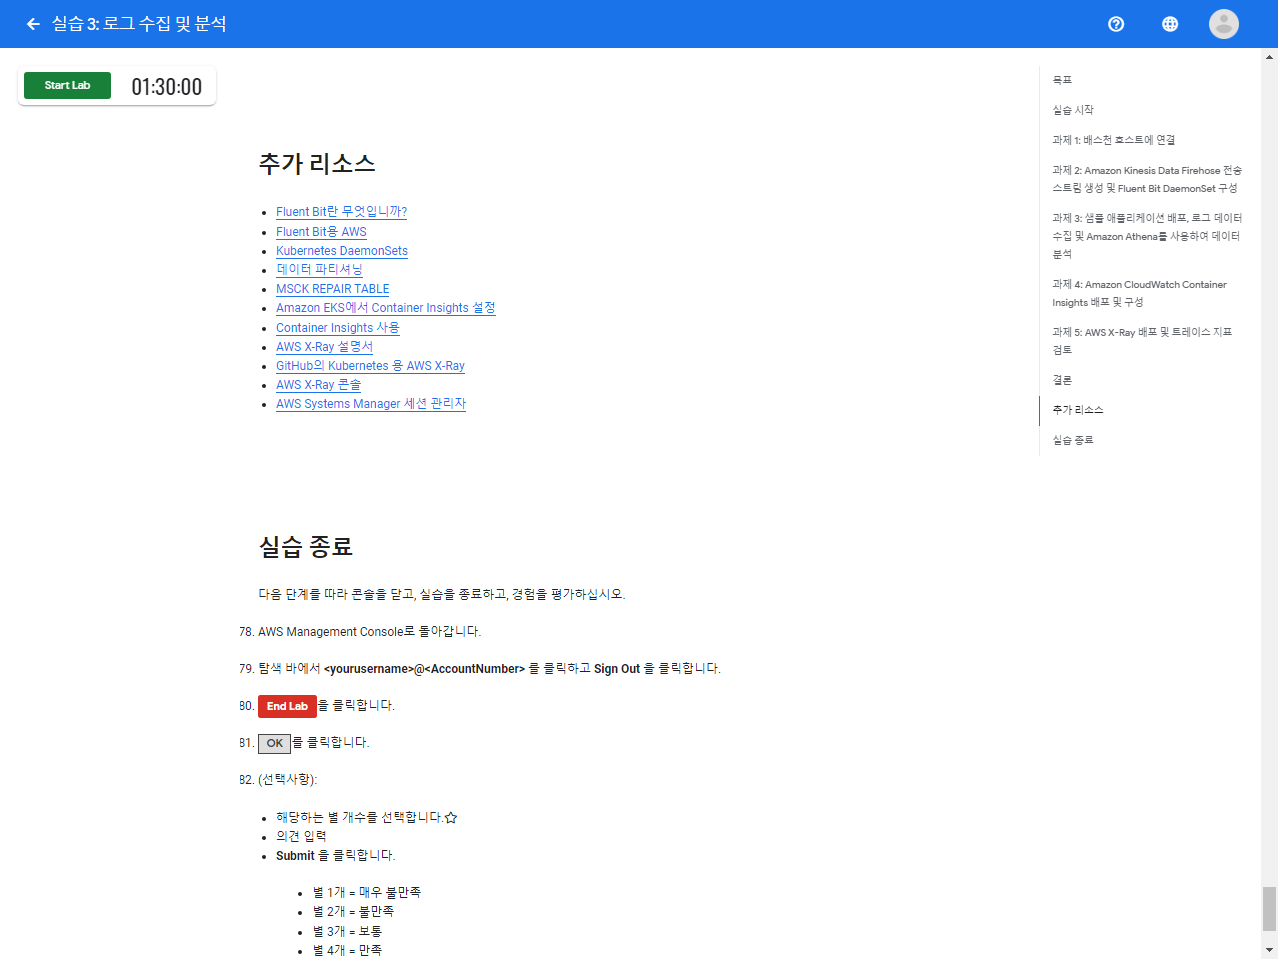 실습 3: 로그 수집 및 분석
Start Lab
01:30:00
목표
실습 시작
과제 1: 배스천 호스트에 연결
과제 2: Amazon Kinesis Data Firehose 전송
스트림 생성 및 Fluent Bit DaemonSet 구성
과제 3: 샘플 애플리케이션 배포, 로그 데이터
수집 및 Amazon Athena를 사용하여 데이터
분석
과제 4: Amazon CloudWatch Container
Insights 배포 및 구성
과제 5: AWS X-Ray 배포 및 트레이스 지표
검토
결론
추가 리소스
실습 종료
추가 리소스
Fluent Bit란 무엇입니까?
Fluent Bit용 AWS
Kubernetes DaemonSets
데이터 파티셔닝
MSCK REPAIR TABLE
Amazon EKS에서 Container Insights 설정
Container Insights 사용
AWS X-Ray 설명서
GitHub의 Kubernetes 용 AWS X-Ray
AWS X-Ray 콘솔
AWS Systems Manager 세션 관리자
실습 종료
다음 단계를 따라 콘솔을 닫고, 실습을 종료하고, 경험을 평가하십시오.
78. AWS Management Console로 돌아갑니다.
79. 탐색 바에서 <yourusername>@<AccountNumber> 를 클릭하고 Sign Out 을 클릭합니다.
80. End Lab을 클릭합니다.
81. OK를 클릭합니다.
82. (선택사항):
해당하는 별 개수를 선택합니다.☆
의견 입력
Submit 을 클릭합니다.
별 1개 = 매우 불만족
별 2개 = 불만족
별 3개 = 보통
별 4개 = 만족